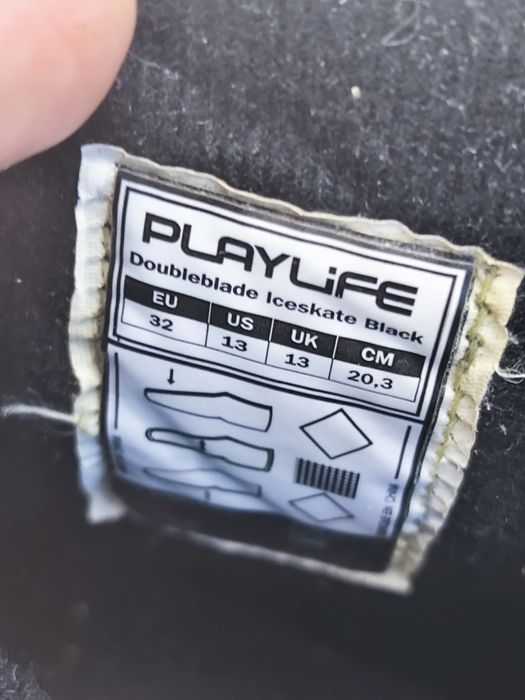 PLAYLiFE
Doubleblade Iceskate Black
EU US UK CM
32 13 13 20,3